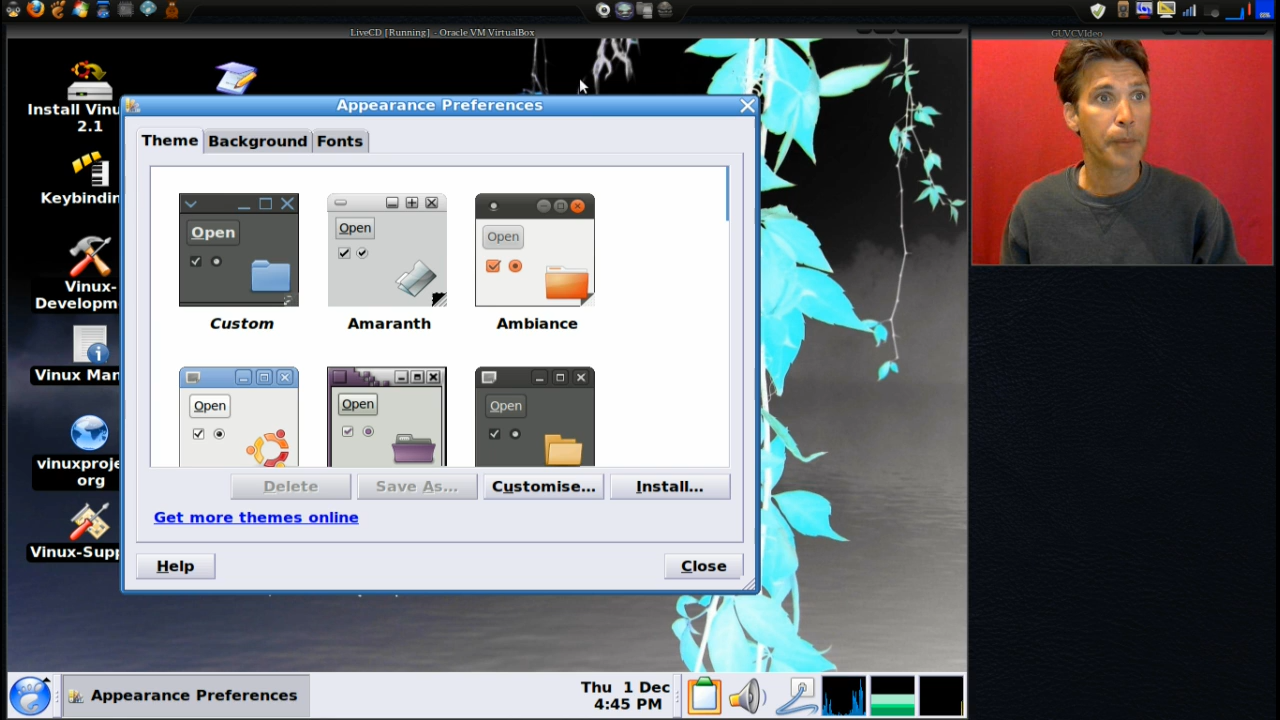 LiveCD [Running] - Oracle VM VirtualBox
GUVCVideo
Install Vinu
2.1
Keybindin
Vinux-
Developm
Vinux Man
vinuxproje
org
Vinux-Supp
Appearance Preferences
Theme
Background
Fonts
Open
Custom
Open
Amaranth
Open
Ambiance
Open
Open
Open
Delete
Save As...
Customise...
Install...
Get more themes online
Help
Close
Appearance Preferences
Thu 1 Dec
4:45 PM